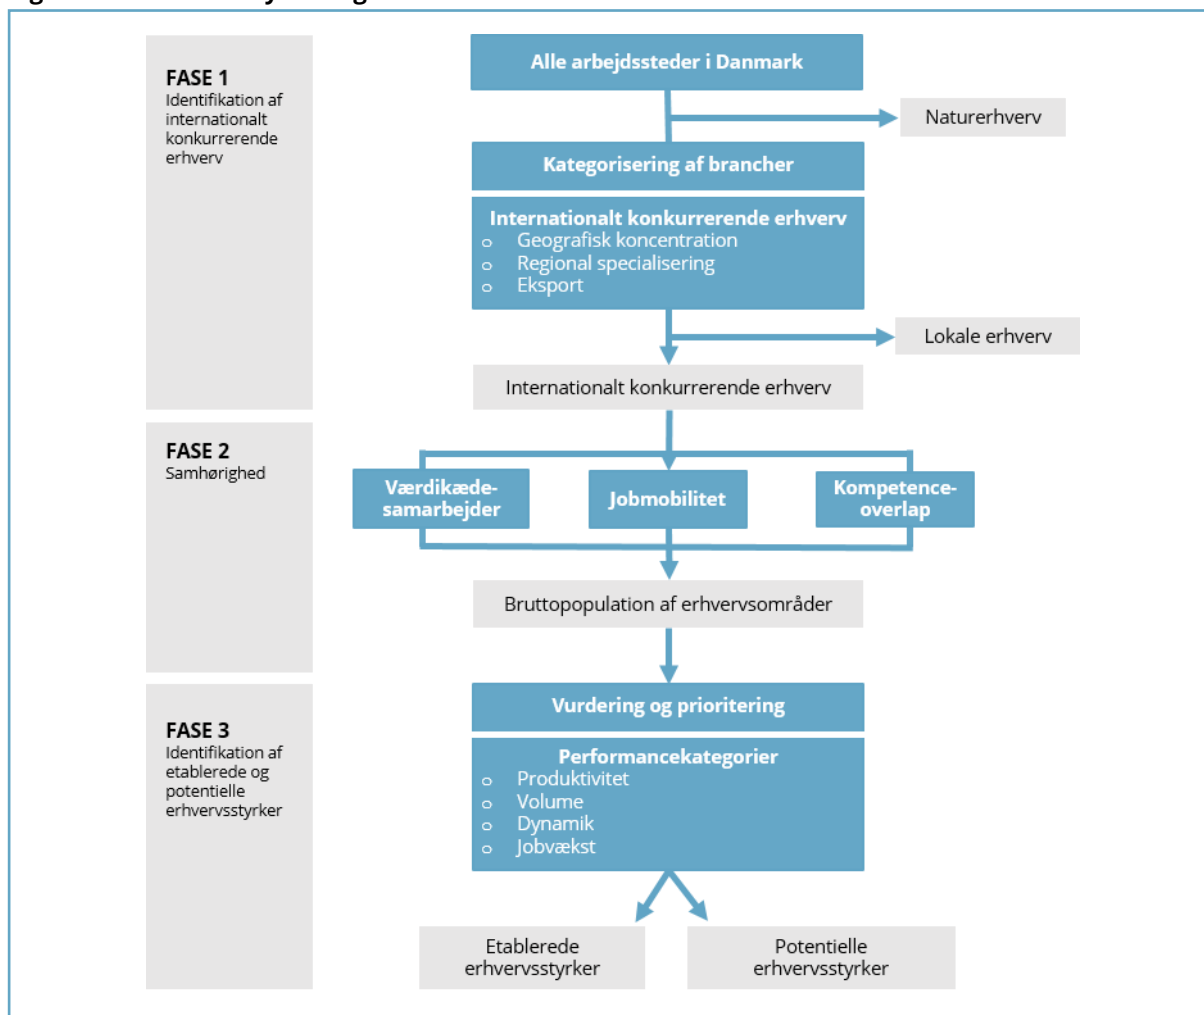 Alle arbejdssteder i Danmark
FASE 1
Identifikation af
internationalt
konkurrerende
erhverv
Naturerhverv
Kategorisering af brancher
Internationalt konkurrerende erhverv
o Geografisk koncentration
o Regional specialisering
o Eksport
Lokale erhverv
Internationalt konkurrerende erhverv
FASE 2
Samhørighed
Værdikæde-
samarbejder
Jobmobilitet
Kompetence-
overlap
Bruttopopulation af erhvervsområder
FASE 3
Identifikation af
etablerede og
potentielle
erhvervsstyrker
Vurdering og prioritering
Performancekategorier
o Produktivitet
o Volume
o Dynamik
o Jobvækst
Etablerede
erhvervsstyrker
Potentielle
erhvervsstyrker